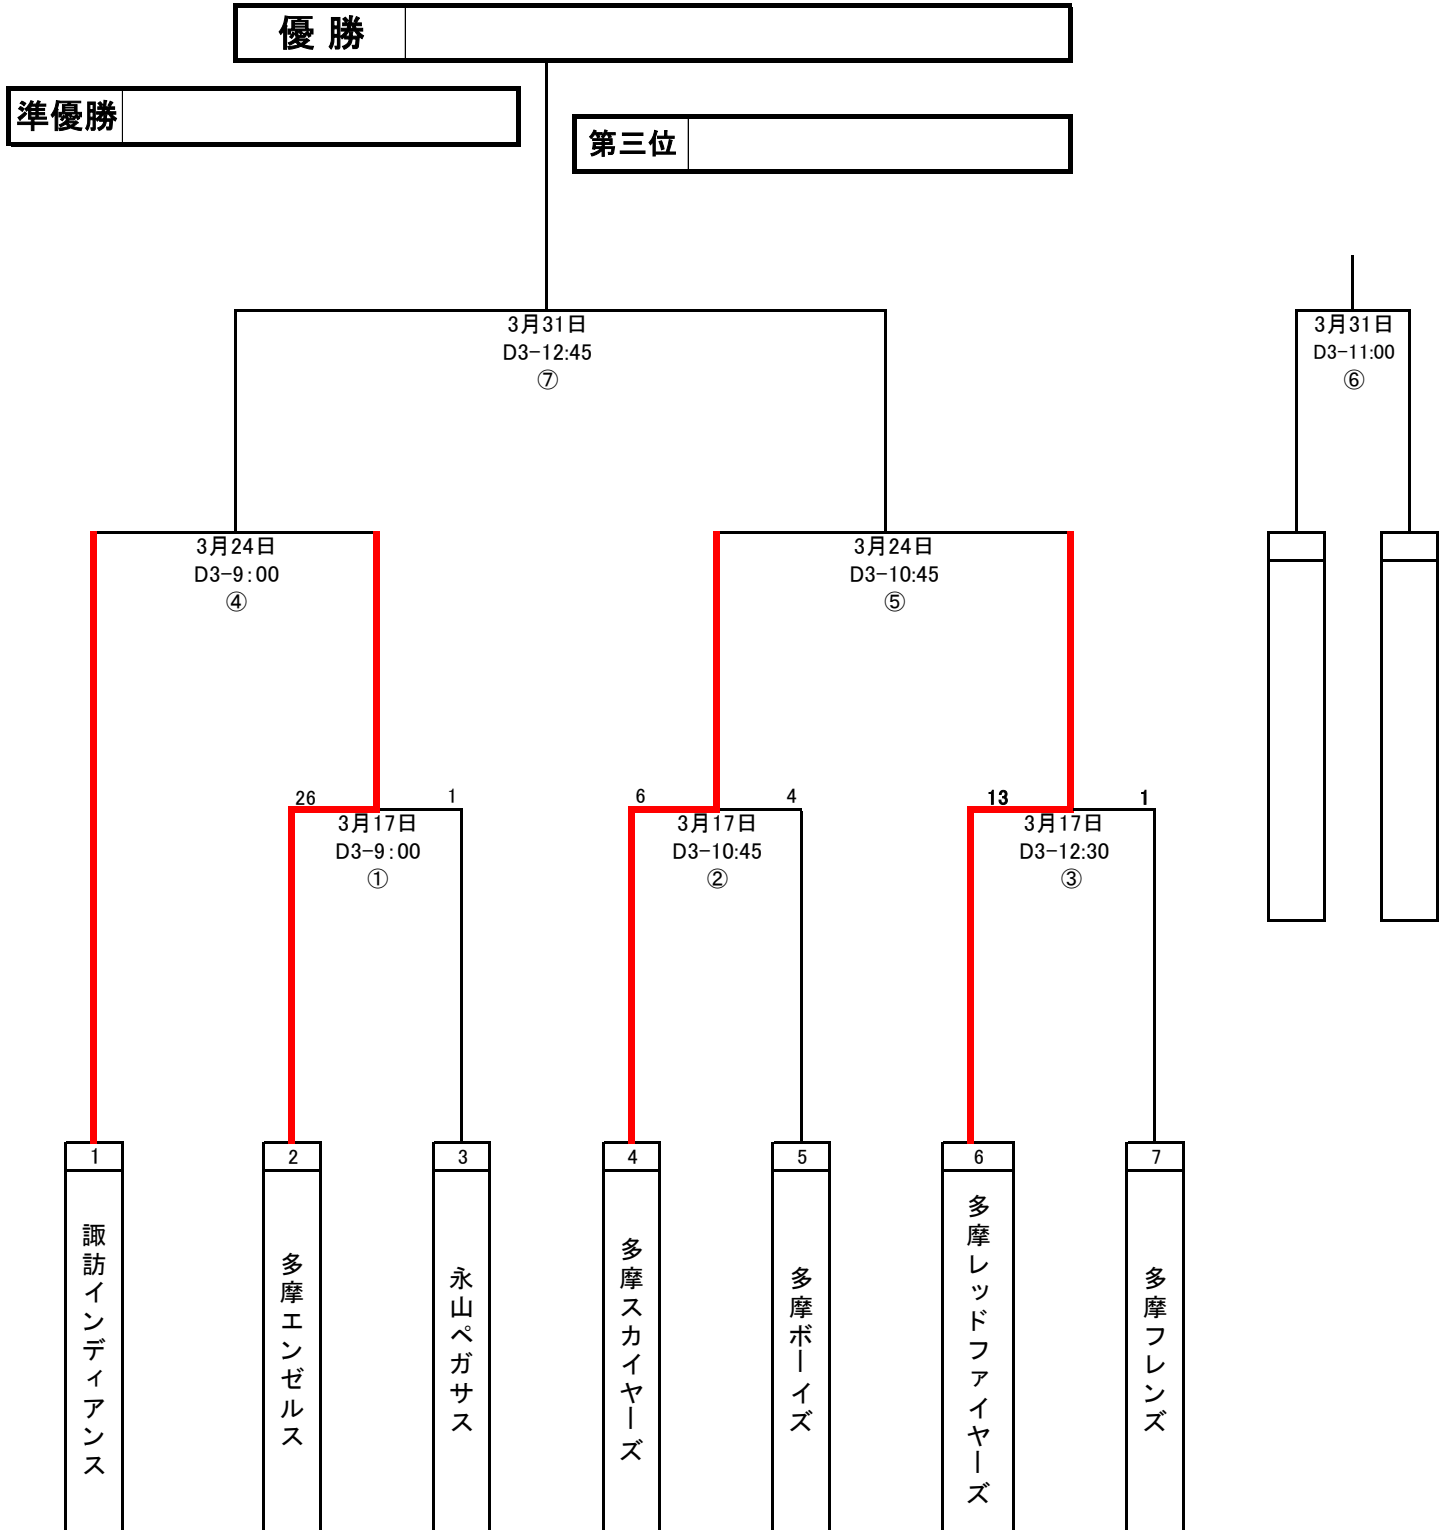 優勝
準優勝
第三位
3月31日
D3-12:45
⑦
3月31日
D3-11:00
⑥
3月24日
D3-9:00
④
3月24日
D3-10:45
⑤
26 1
3月17日
D3-9:00
①
6 4
3月17日
D3-10:45
②
13 1
3月17日
D3-12:30
③
1
諏訪インディアンス
2
多摩エンゼルス
3
永山ペガサス
4
多摩スカイヤーズ
5
多摩ボーイズ
6
多摩レッドファイヤーズ
7
多摩フレンズ